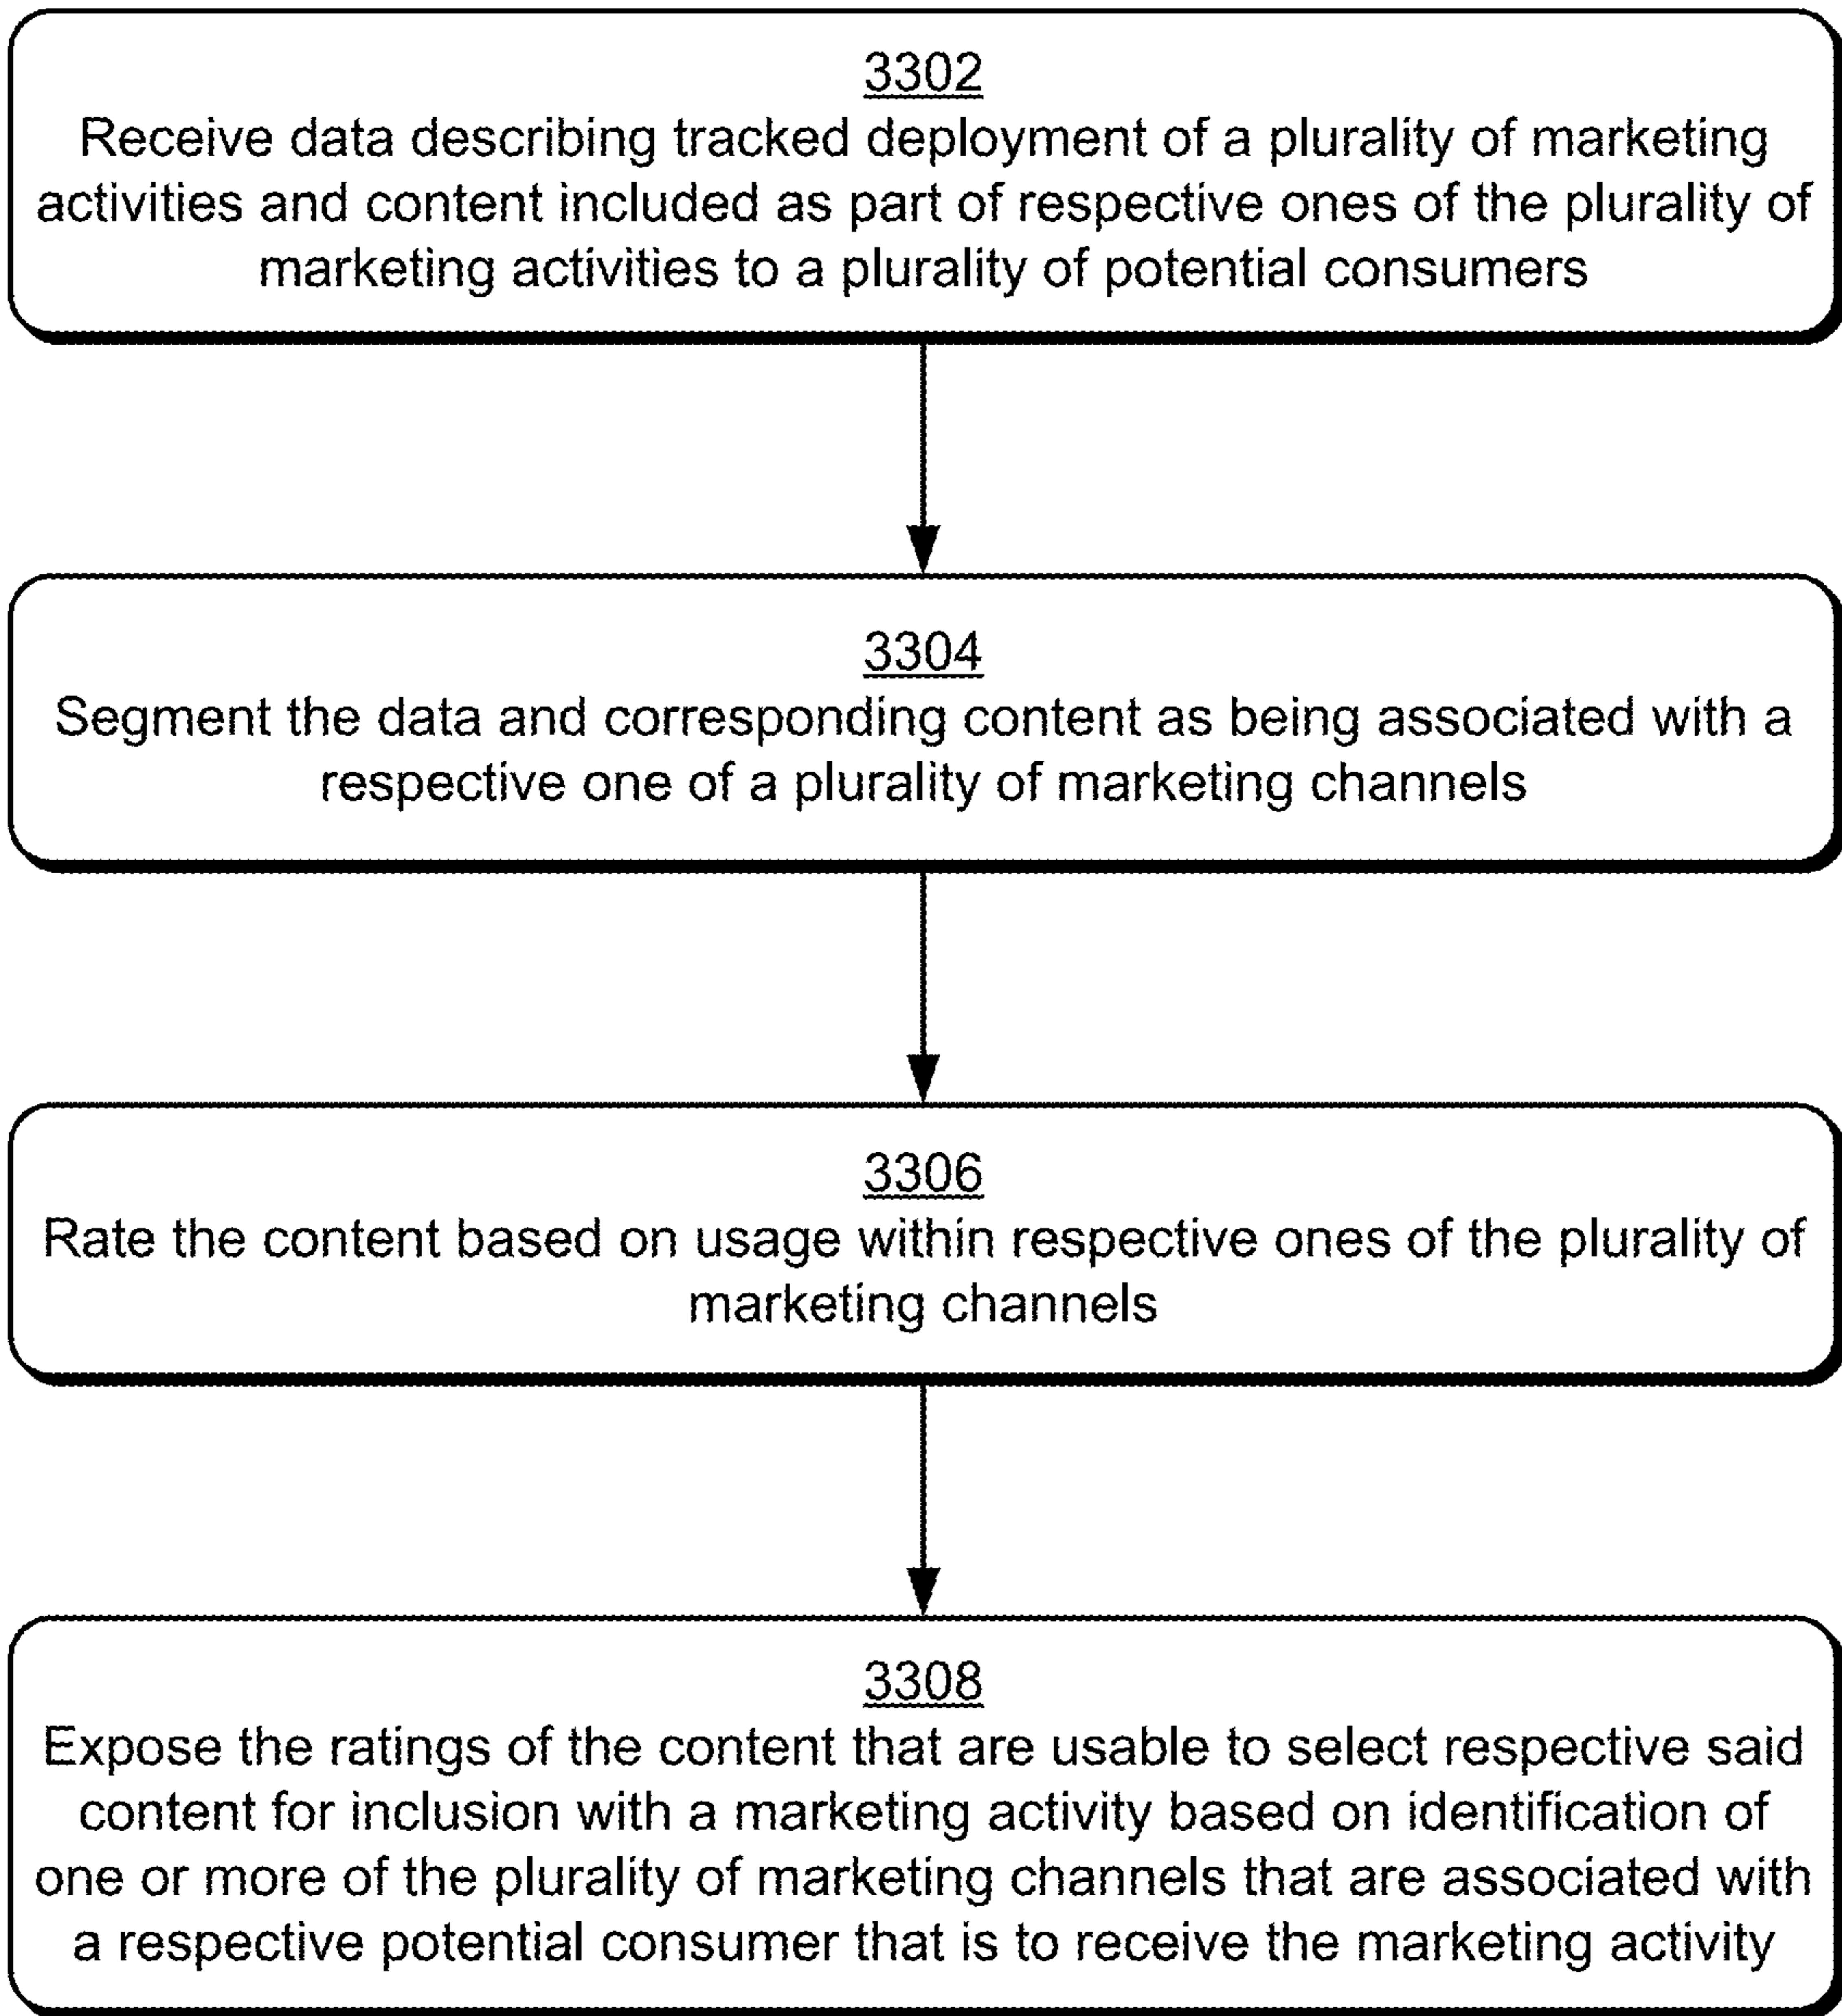 3302
Receive data describing tracked deployment of a plurality of marketing
activities and content included as part of respective ones of the plurality of
marketing activities to a plurality of potential consumers
3304
Segment the data and corresponding content as being associated with a
respective one of a plurality of marketing channels
3306
Rate the content based on usage within respective ones of the plurality of
marketing channels
3308
Expose the ratings of the content that are usable to select respective said
content for inclusion with a marketing activity based on identification of
one or more of the plurality of marketing channels that are associated with
a respective potential consumer that is to receive the marketing activity